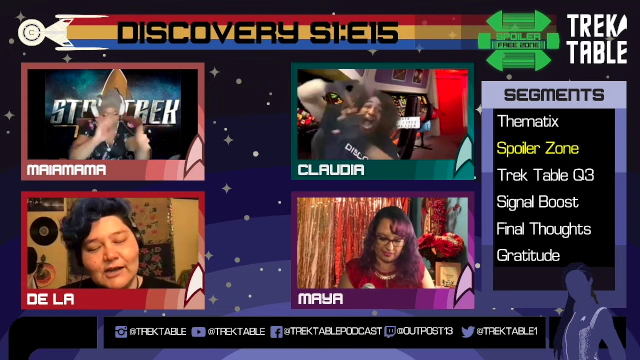 DISCOVERY S1:E15
SPOILER
FREE ZONE
TREK
TABLE
STAR TREK
MAIAMAMA
CLAUDIA
DISCO
DE LA
MAYA
SEGMENTS
Thematix
Spoiler Zone
Trek Table Q3
Signal Boost
Final Thoughts
Gratitude
@TREKTABLE @TREKTABLE @TREKTABLEPODCAST @OUTPOST13 @TREKTABLE1